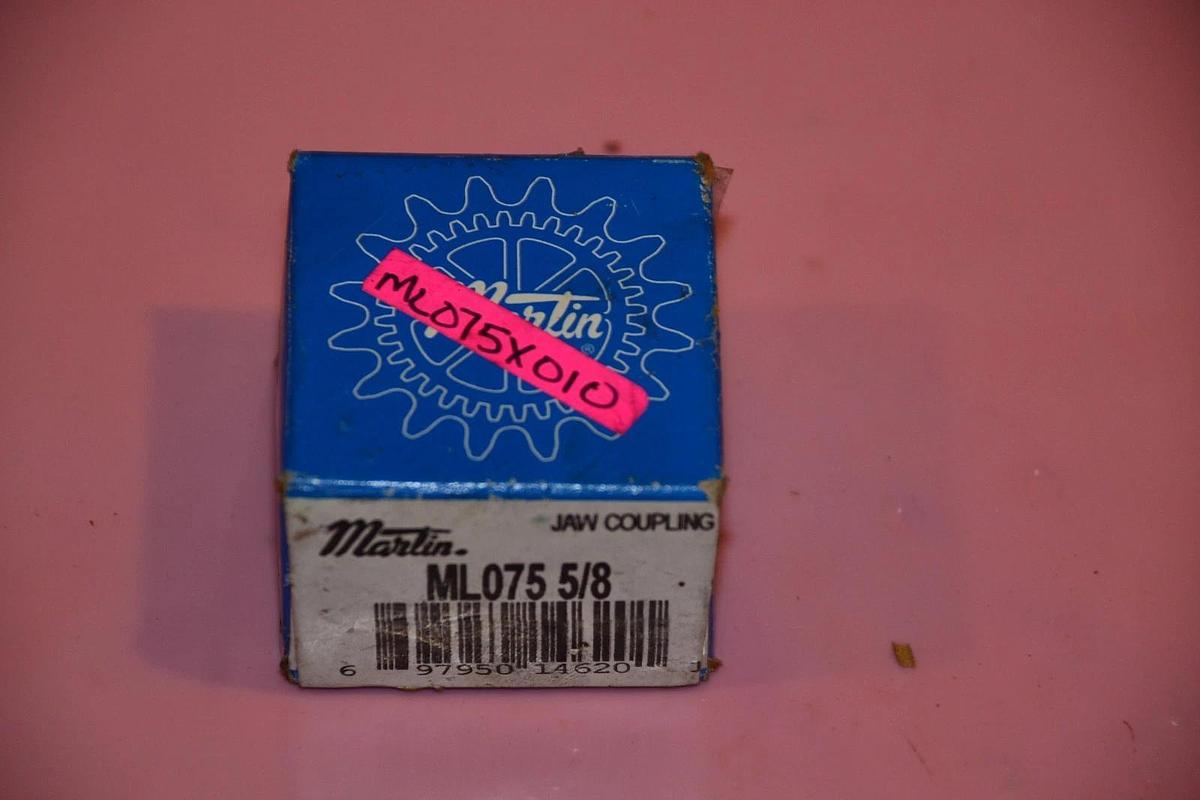 Martin
®
ML075X010
Martin.
JAW COUPLING
ML075 5/8
6 97950 14620